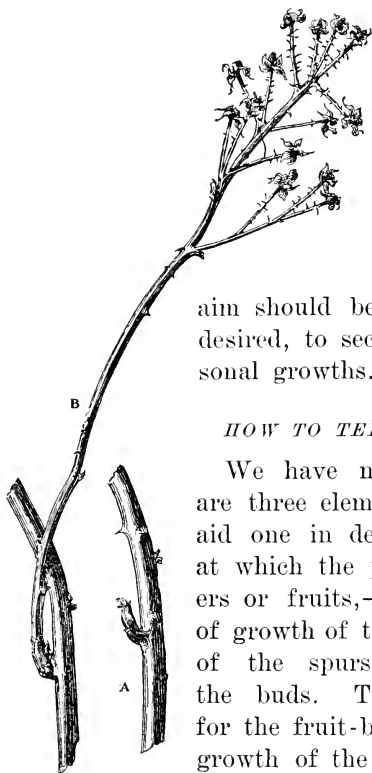 aim should be
desired, to sec
sonal growths.
B
HOW TO TE
We have n
are three elem
aid one in de
at which the
ers or fruits,-
of growth of t
of the spurs
the buds. T
for the fruit-b
A
growth of the